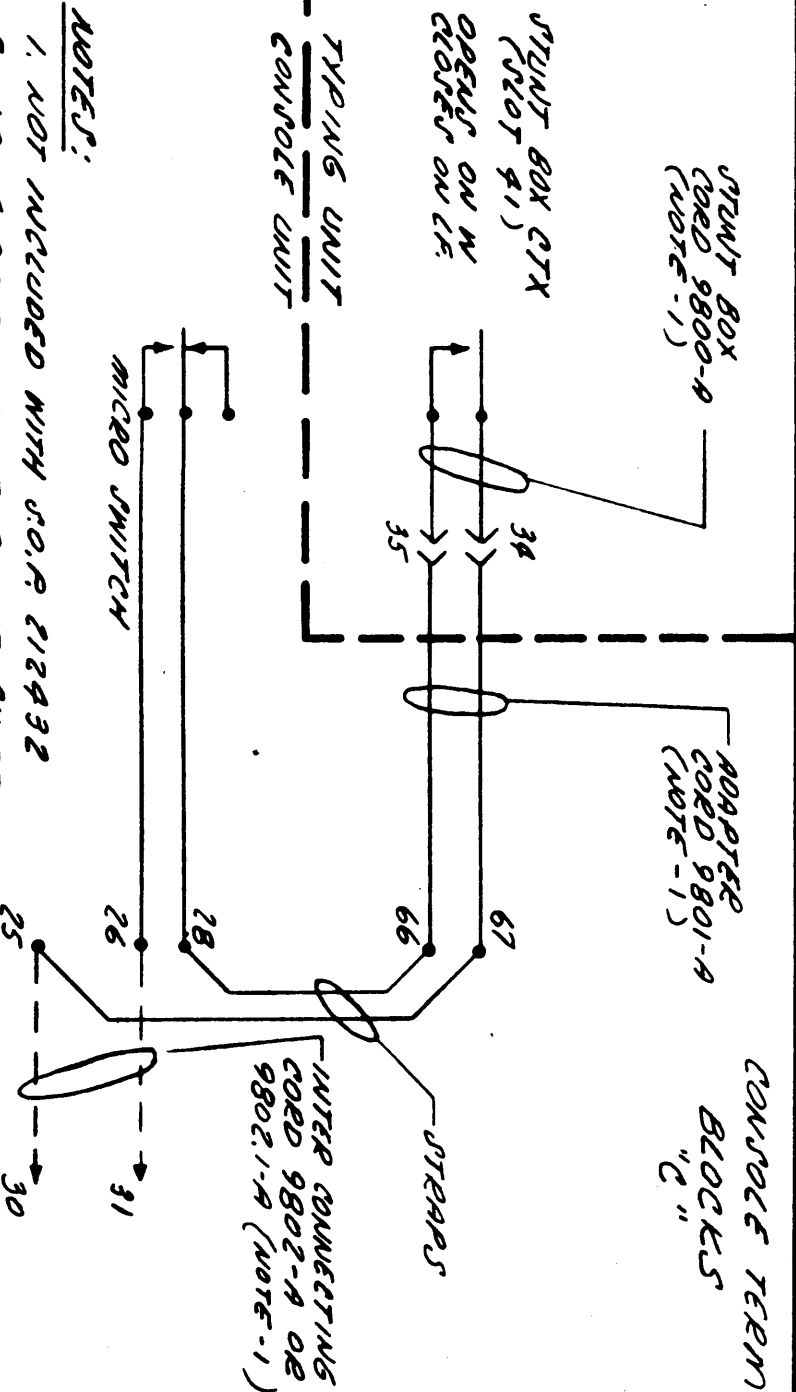 STUNT BOX
CORD 9800-A
(NOTE-1)
ADAPTER
CORD 9801-A
(NOTE-1)
CONSOLE TERM
BLOCKS
"C"
STUNT BOX CTX
(SLOT 41)
OPENS ON W
CLOSES ON LF.
34
35
67
66
STRAPS
TYPING UNIT
CONSOLE UNIT
INTER CONNECTING
CORD 9802-A OR
9802.1-A (NOTE-1)
28
26
31
MICRO SWITCH
25
30
NOTES:
1. NOT INCLUDED WITH S.O.P. 212432